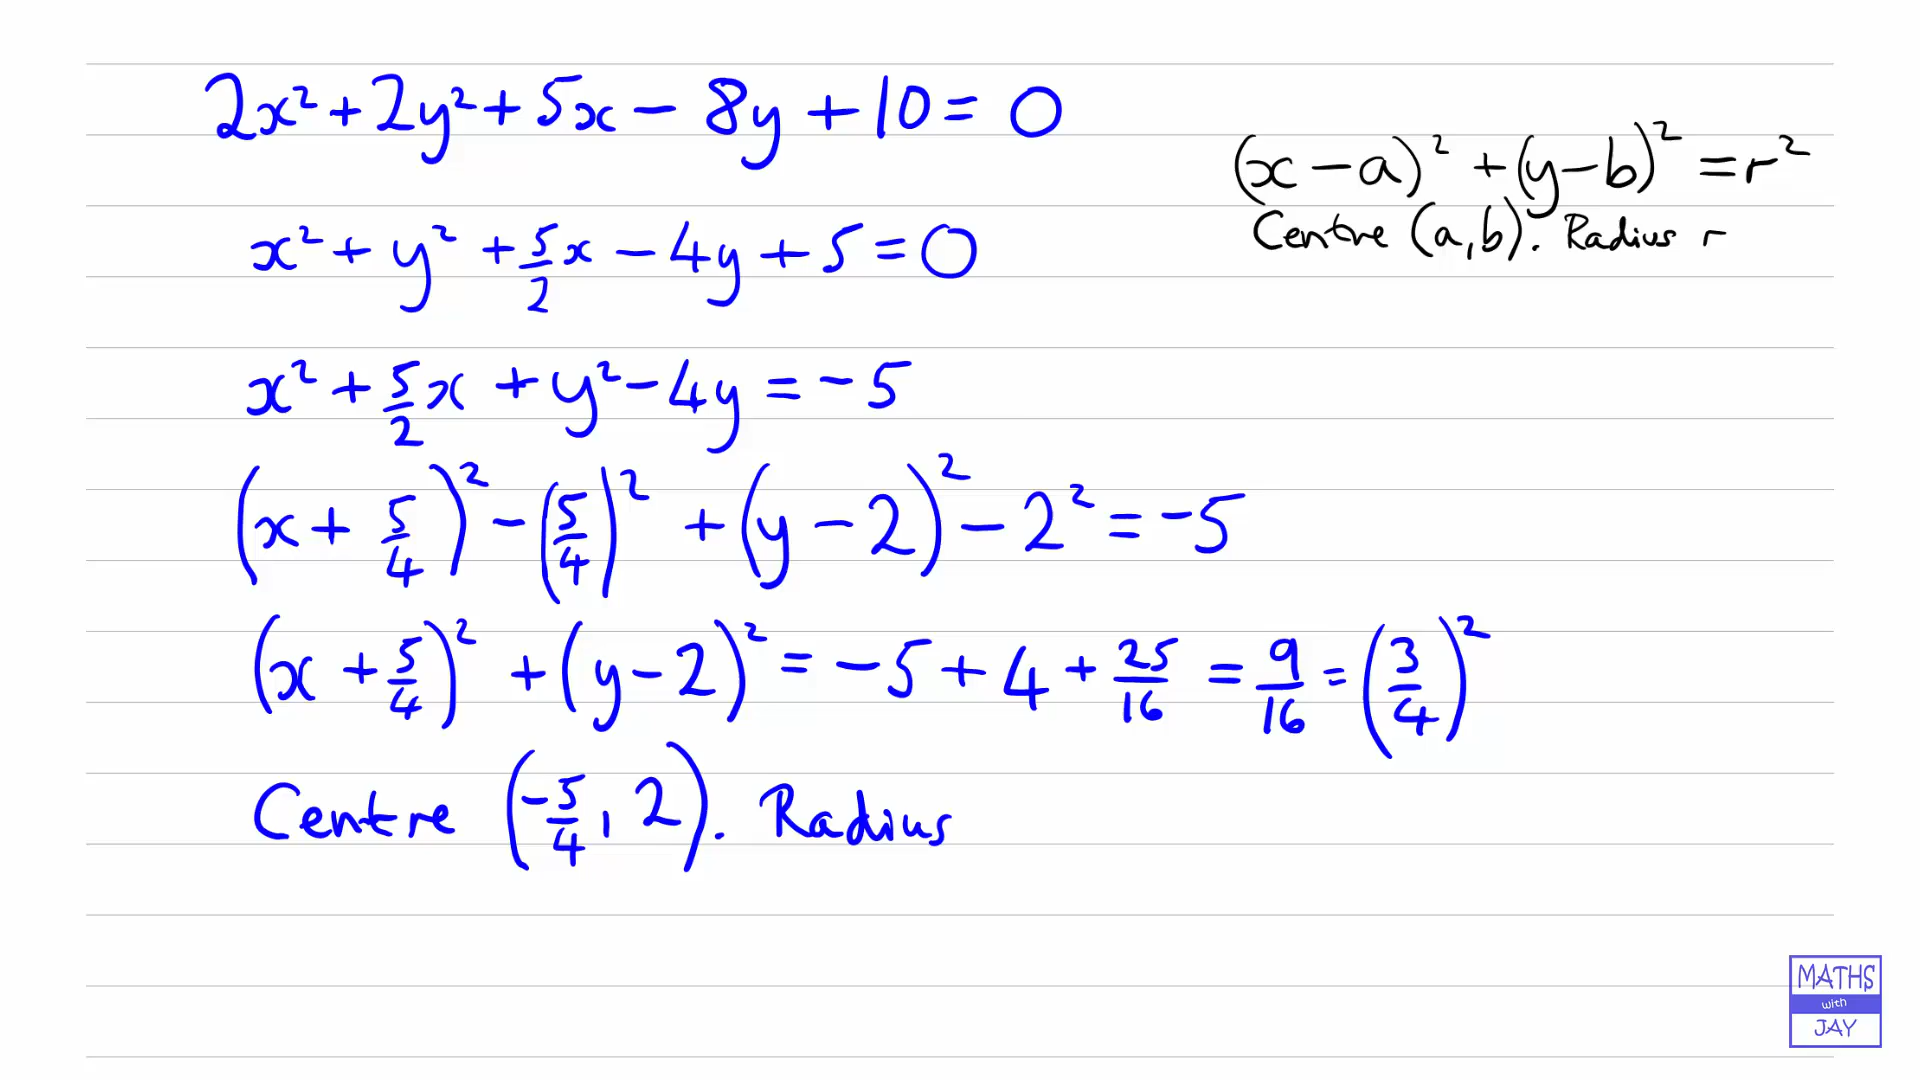 2x² + 2y² + 5x − 8y + 10 = 0
(x − a)² + (y − b)² = r²
Centre (a, b). Radius r
x² + y² + 5/2 x − 4y + 5 = 0
x² + 5/2 x + y² − 4y = −5
(x + 5/4)² − (5/4)² + (y − 2)² − 2² = −5
(x + 5/4)² + (y − 2)² = −5 + 4 + 25/16 = 9/16 = (3/4)²
Centre (−5/4, 2). Radius
MATHS
with
JAY